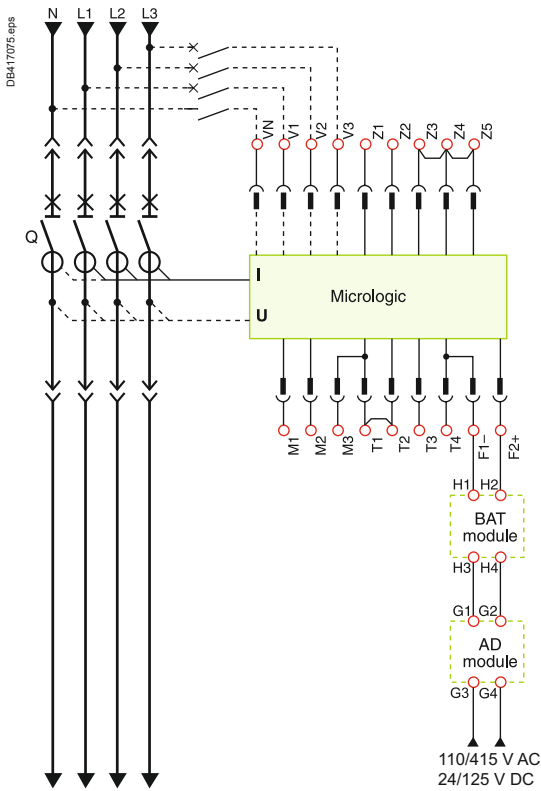 DB417075.eps
N L1 L2 L3
VN V1 V2 V3 Z1 Z2 Z3 Z4 Z5
Q
I
Micrologic
U
M1 M2 M3 T1 T2 T3 T4 F1– F2+
H1 H2
BAT
module
H3 H4
G1 G2
AD
module
G3 G4
110/415 V AC
24/125 V DC